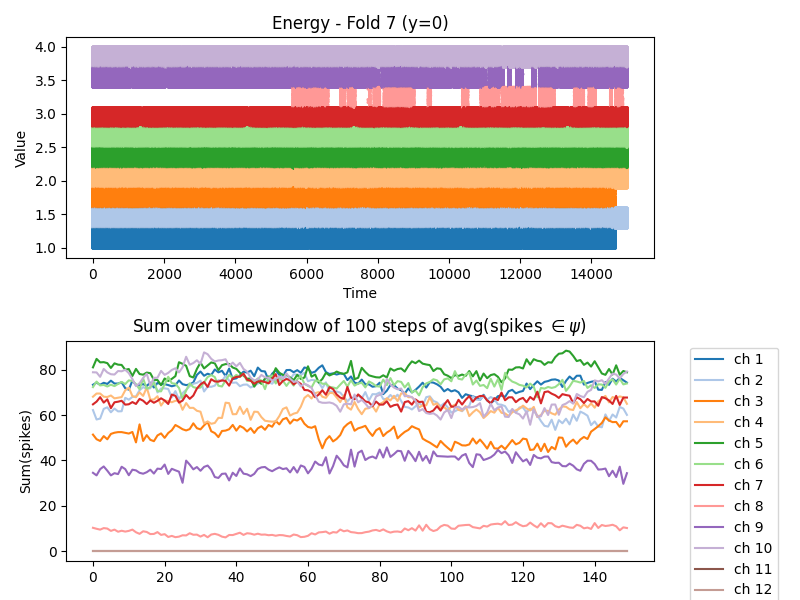 Energy - Fold 7 (y=0)
4.0
3.5
3.0
2.5
2.0
1.5
1.0
Value
0 2000 4000 6000 8000 10000 12000 14000
Time
Sum over timewindow of 100 steps of avg(spikes ∈ ψ)
80
60
40
20
0
Sum(spikes)
0 20 40 60 80 100 120 140
ch 1
ch 2
ch 3
ch 4
ch 5
ch 6
ch 7
ch 8
ch 9
ch 10
ch 11
ch 12